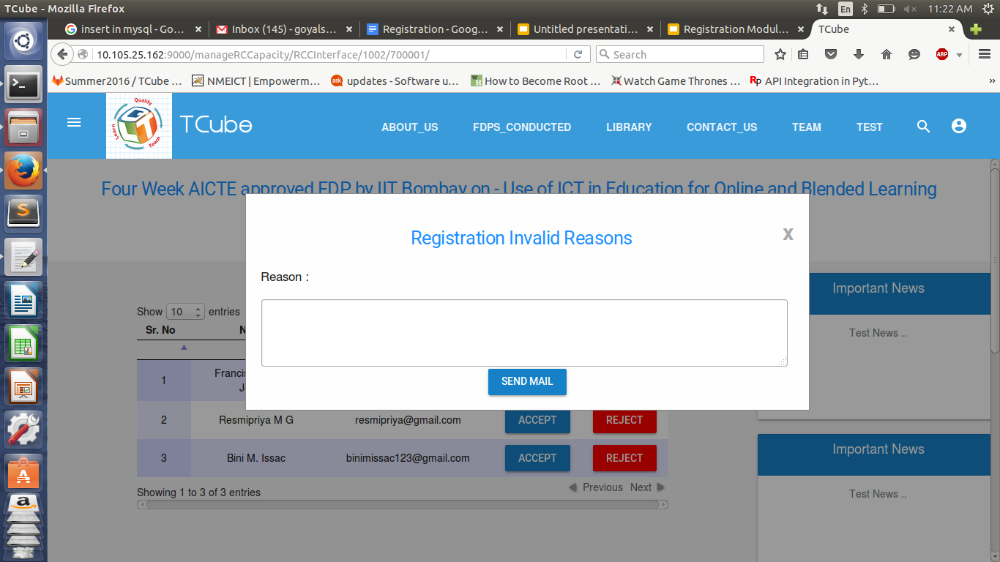 TCube - Mozilla Firefox
En
11:22 AM
insert in mysql - Go...
Inbox (145) - goyals...
Registration - Goog...
Untitled presentati...
Registration Modul...
TCube
10.105.25.162:9000/manageRCCapacity/RCCInterface/1002/700001/
Search
ABP
Summer2016 / TCube ...
NMEICT | Empowerm...
ask
updates - Software u...
How to Become Root ...
Watch Game Thrones ...
Rp
API Integration in Pyt...
Qualify
Learn
Teach
TCube
ABOUT_US
FDPS_CONDUCTED
LIBRARY
CONTACT_US
TEAM
TEST
Four Week AICTE approved FDP by IIT Bombay on - Use of ICT in Education for Online and Blended Learning
Registration Invalid Reasons
X
Reason :
SEND MAIL
Show 10 entries
Sr. No
N
1
Francis
J
2
Resmipriya M G
resmipriya@gmail.com
ACCEPT
REJECT
3
Bini M. Issac
binimissac123@gmail.com
ACCEPT
REJECT
Showing 1 to 3 of 3 entries
Previous
Next
Important News
Test News ..
Important News
Test News ..